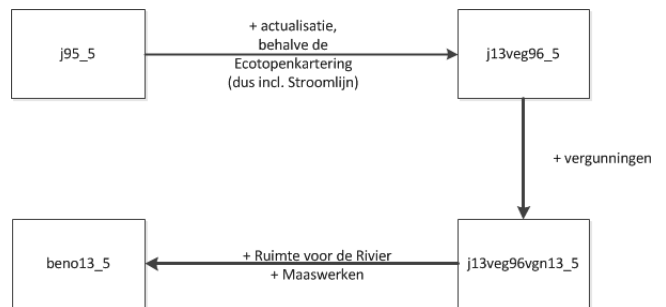 j95_5
+ actualisatie,
behalve de
Ecotopenkartering
(dus incl. Stroomlijn)
j13veg96_5
+ vergunningen
j13veg96vgn13_5
+ Ruimte voor de Rivier
+ Maaswerken
beno13_5